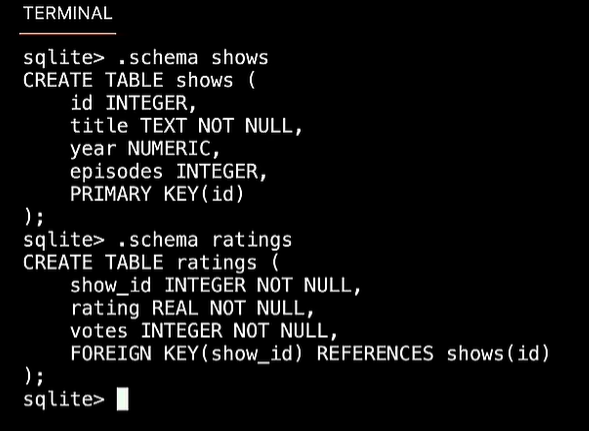 TERMINAL
sqlite> .schema shows
CREATE TABLE shows (
    id INTEGER,
    title TEXT NOT NULL,
    year NUMERIC,
    episodes INTEGER,
    PRIMARY KEY(id)
);
sqlite> .schema ratings
CREATE TABLE ratings (
    show_id INTEGER NOT NULL,
    rating REAL NOT NULL,
    votes INTEGER NOT NULL,
    FOREIGN KEY(show_id) REFERENCES shows(id)
);
sqlite>